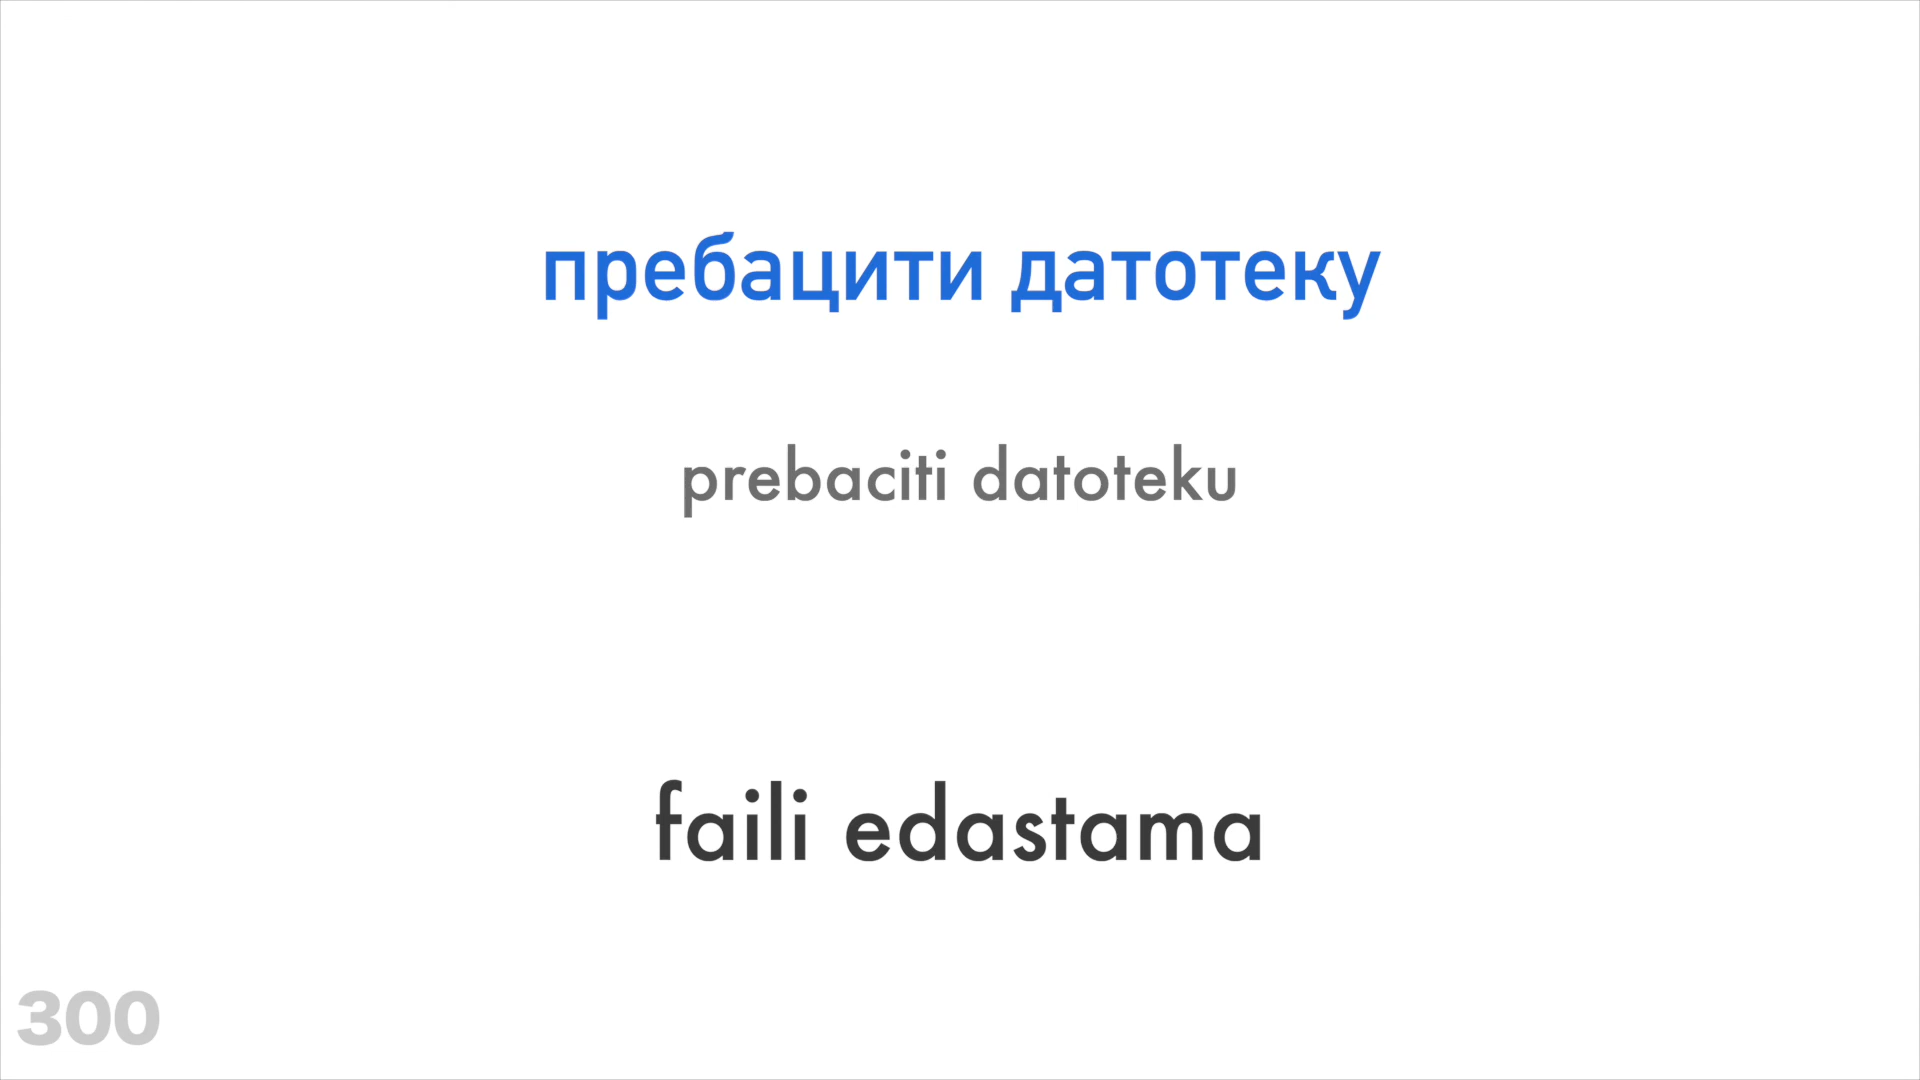 пребацити датотеку
prebaciti datoteku
faili edastama
300